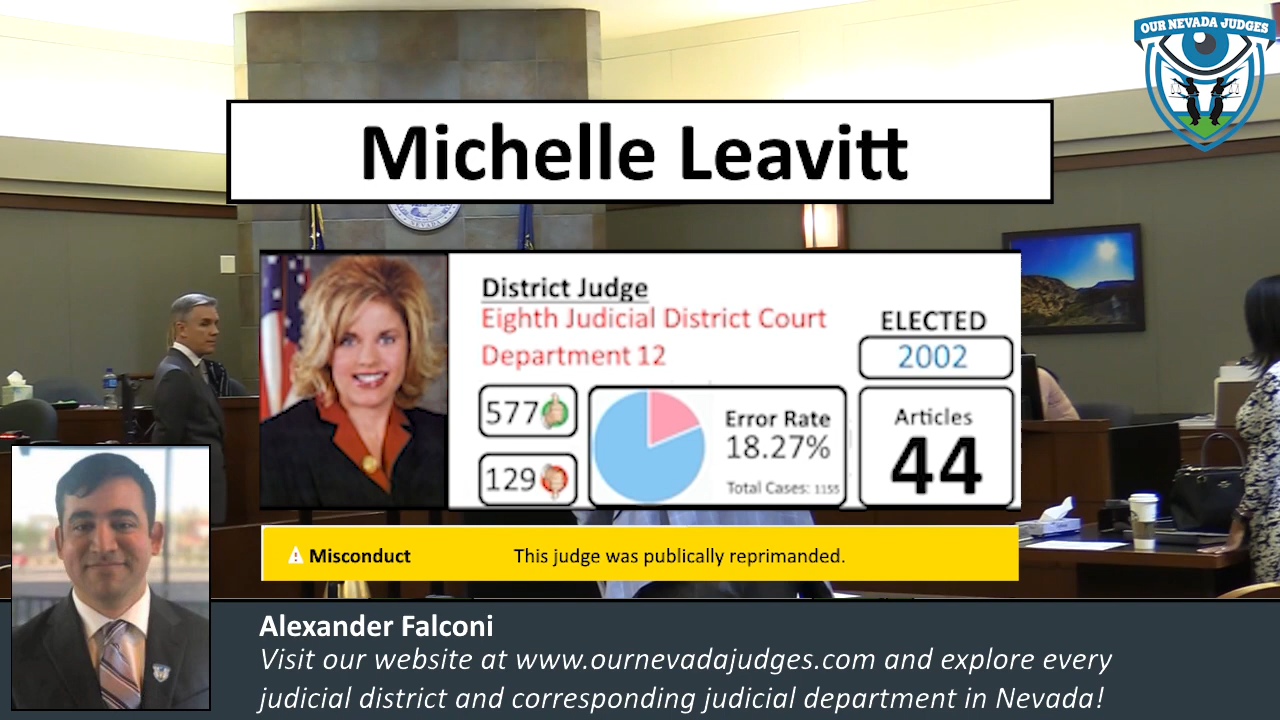 OUR NEVADA JUDGES
Michelle Leavitt
District Judge
Eighth Judicial District Court
Department 12
ELECTED
2002
577
129
Error Rate
18.27%
Total Cases: 1155
Articles
44
Misconduct This judge was publically reprimanded.
Alexander Falconi
Visit our website at www.ournevadajudges.com and explore every
judicial district and corresponding judicial department in Nevada!